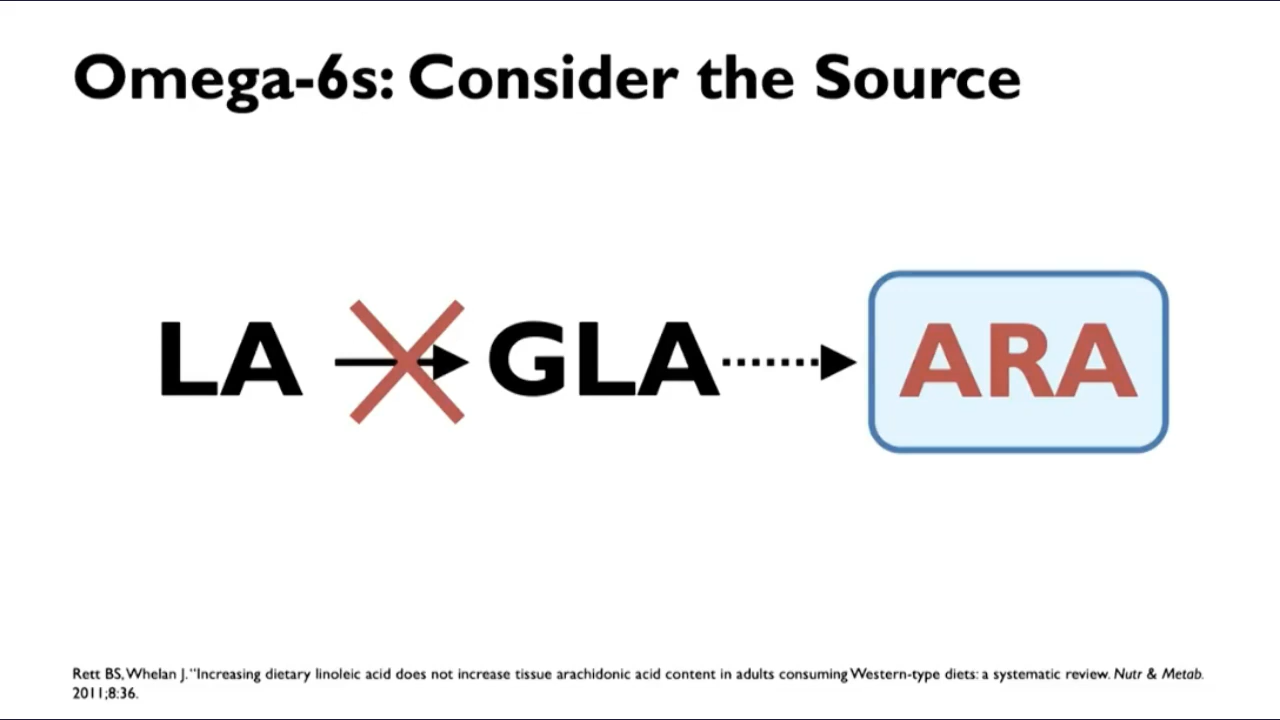 Omega-6s: Consider the Source
LA GLA ARA
Rett BS, Whelan J. "Increasing dietary linoleic acid does not increase tissue arachidonic acid content in adults consuming Western-type diets: a systematic review. Nutr & Metab.
2011;8:36.